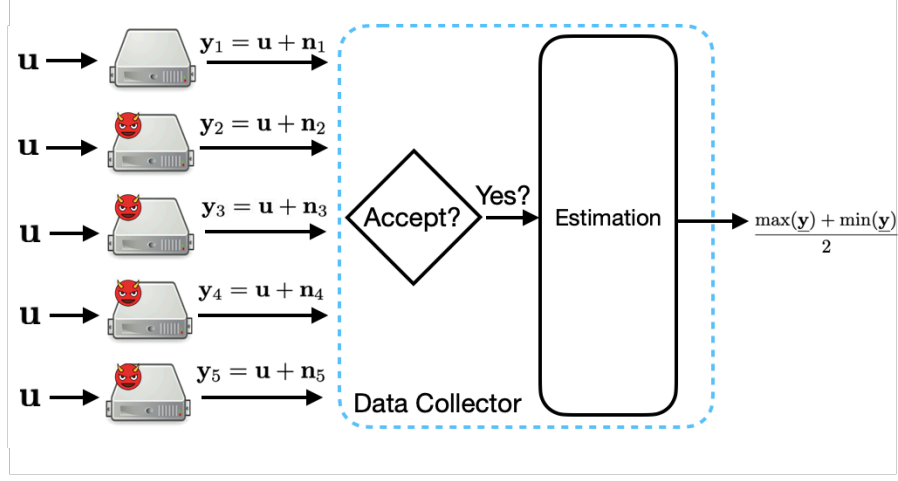 u
y₁ = u + n₁
u
y₂ = u + n₂
u
y₃ = u + n₃
u
y₄ = u + n₄
u
y₅ = u + n₅
Accept?
Yes?
Estimation
Data Collector
max(y) + min(y)
2